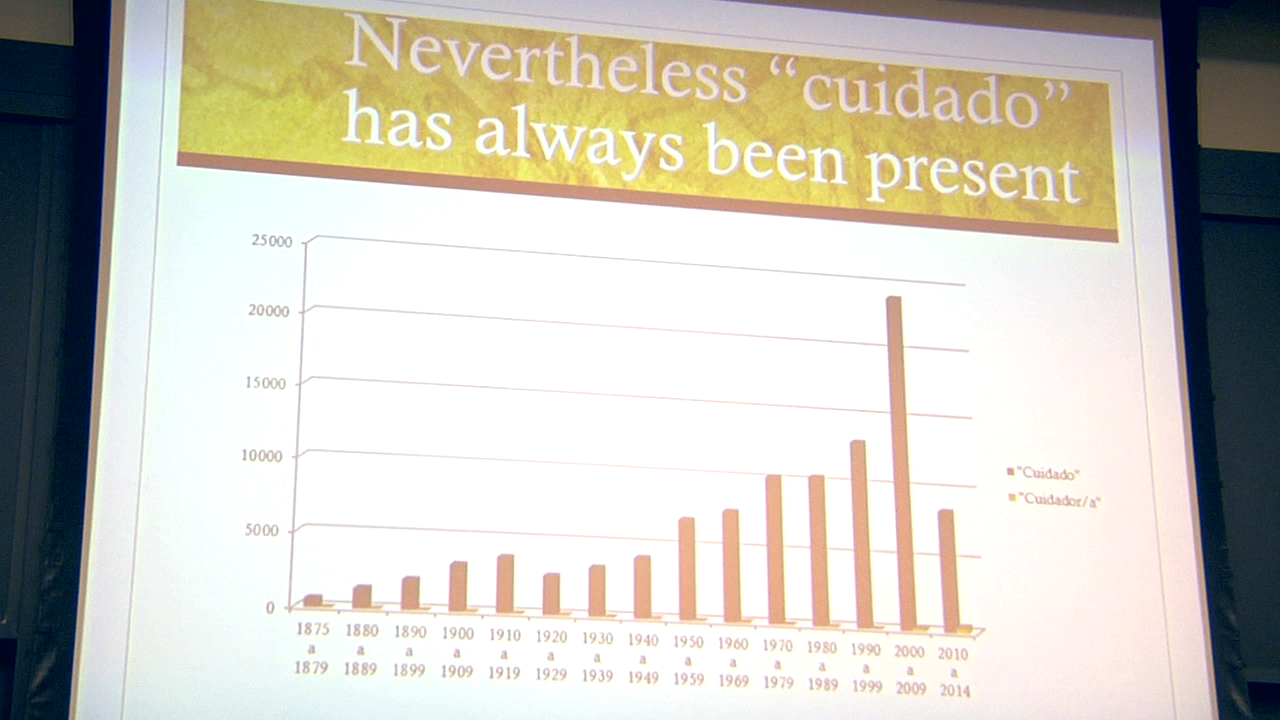 Nevertheless “cuidado”
has always been present
25000
20000
15000
10000
5000
0
"Cuidado"
"Cuidador/a"
1875 a 1879
1880 a 1889
1890 a 1899
1900 a 1909
1910 a 1919
1920 a 1929
1930 a 1939
1940 a 1949
1950 a 1959
1960 a 1969
1970 a 1979
1980 a 1989
1990 a 1999
2000 a 2009
2010 a 2014